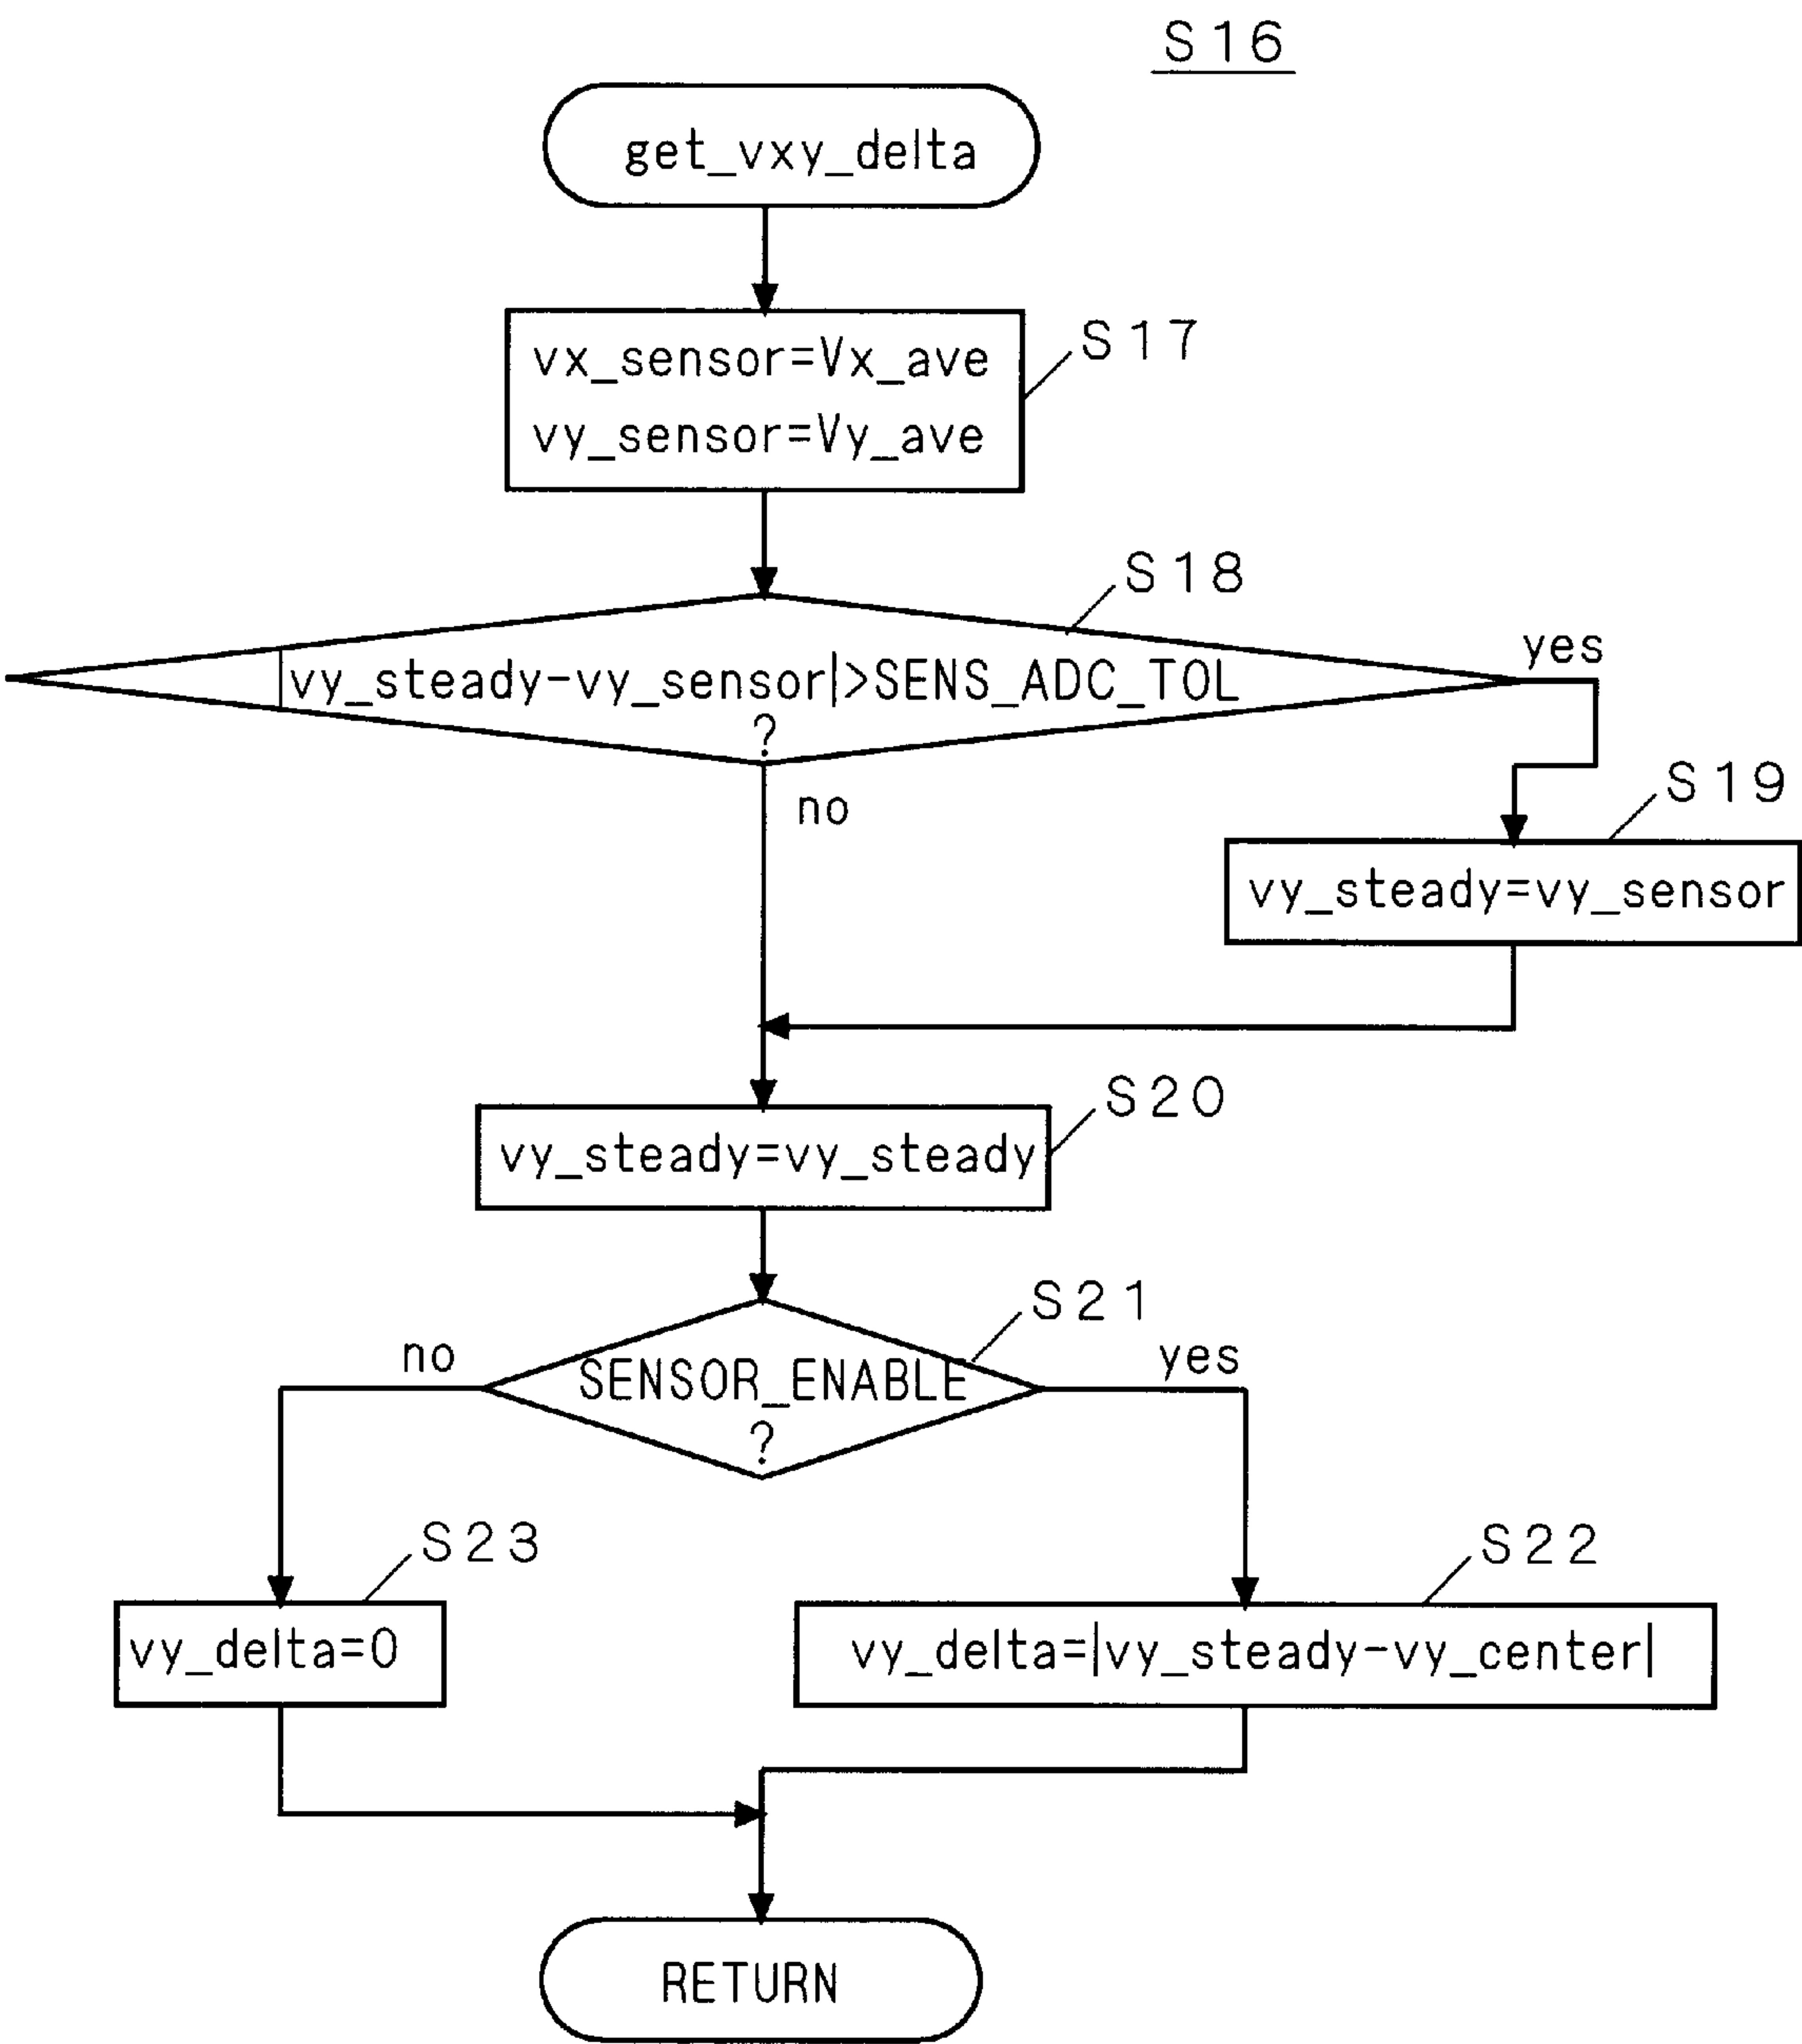 S16
get_vxy_delta
vx_sensor=Vx_ave
vy_sensor=Vy_ave
S17
S18
|vy_steady-vy_sensor|>SENS_ADC_TOL
?
yes
no
S19
vy_steady=vy_sensor
S20
vy_steady=vy_steady
S21
no
SENSOR_ENABLE
?
yes
S23
vy_delta=0
S22
vy_delta=|vy_steady-vy_center|
RETURN